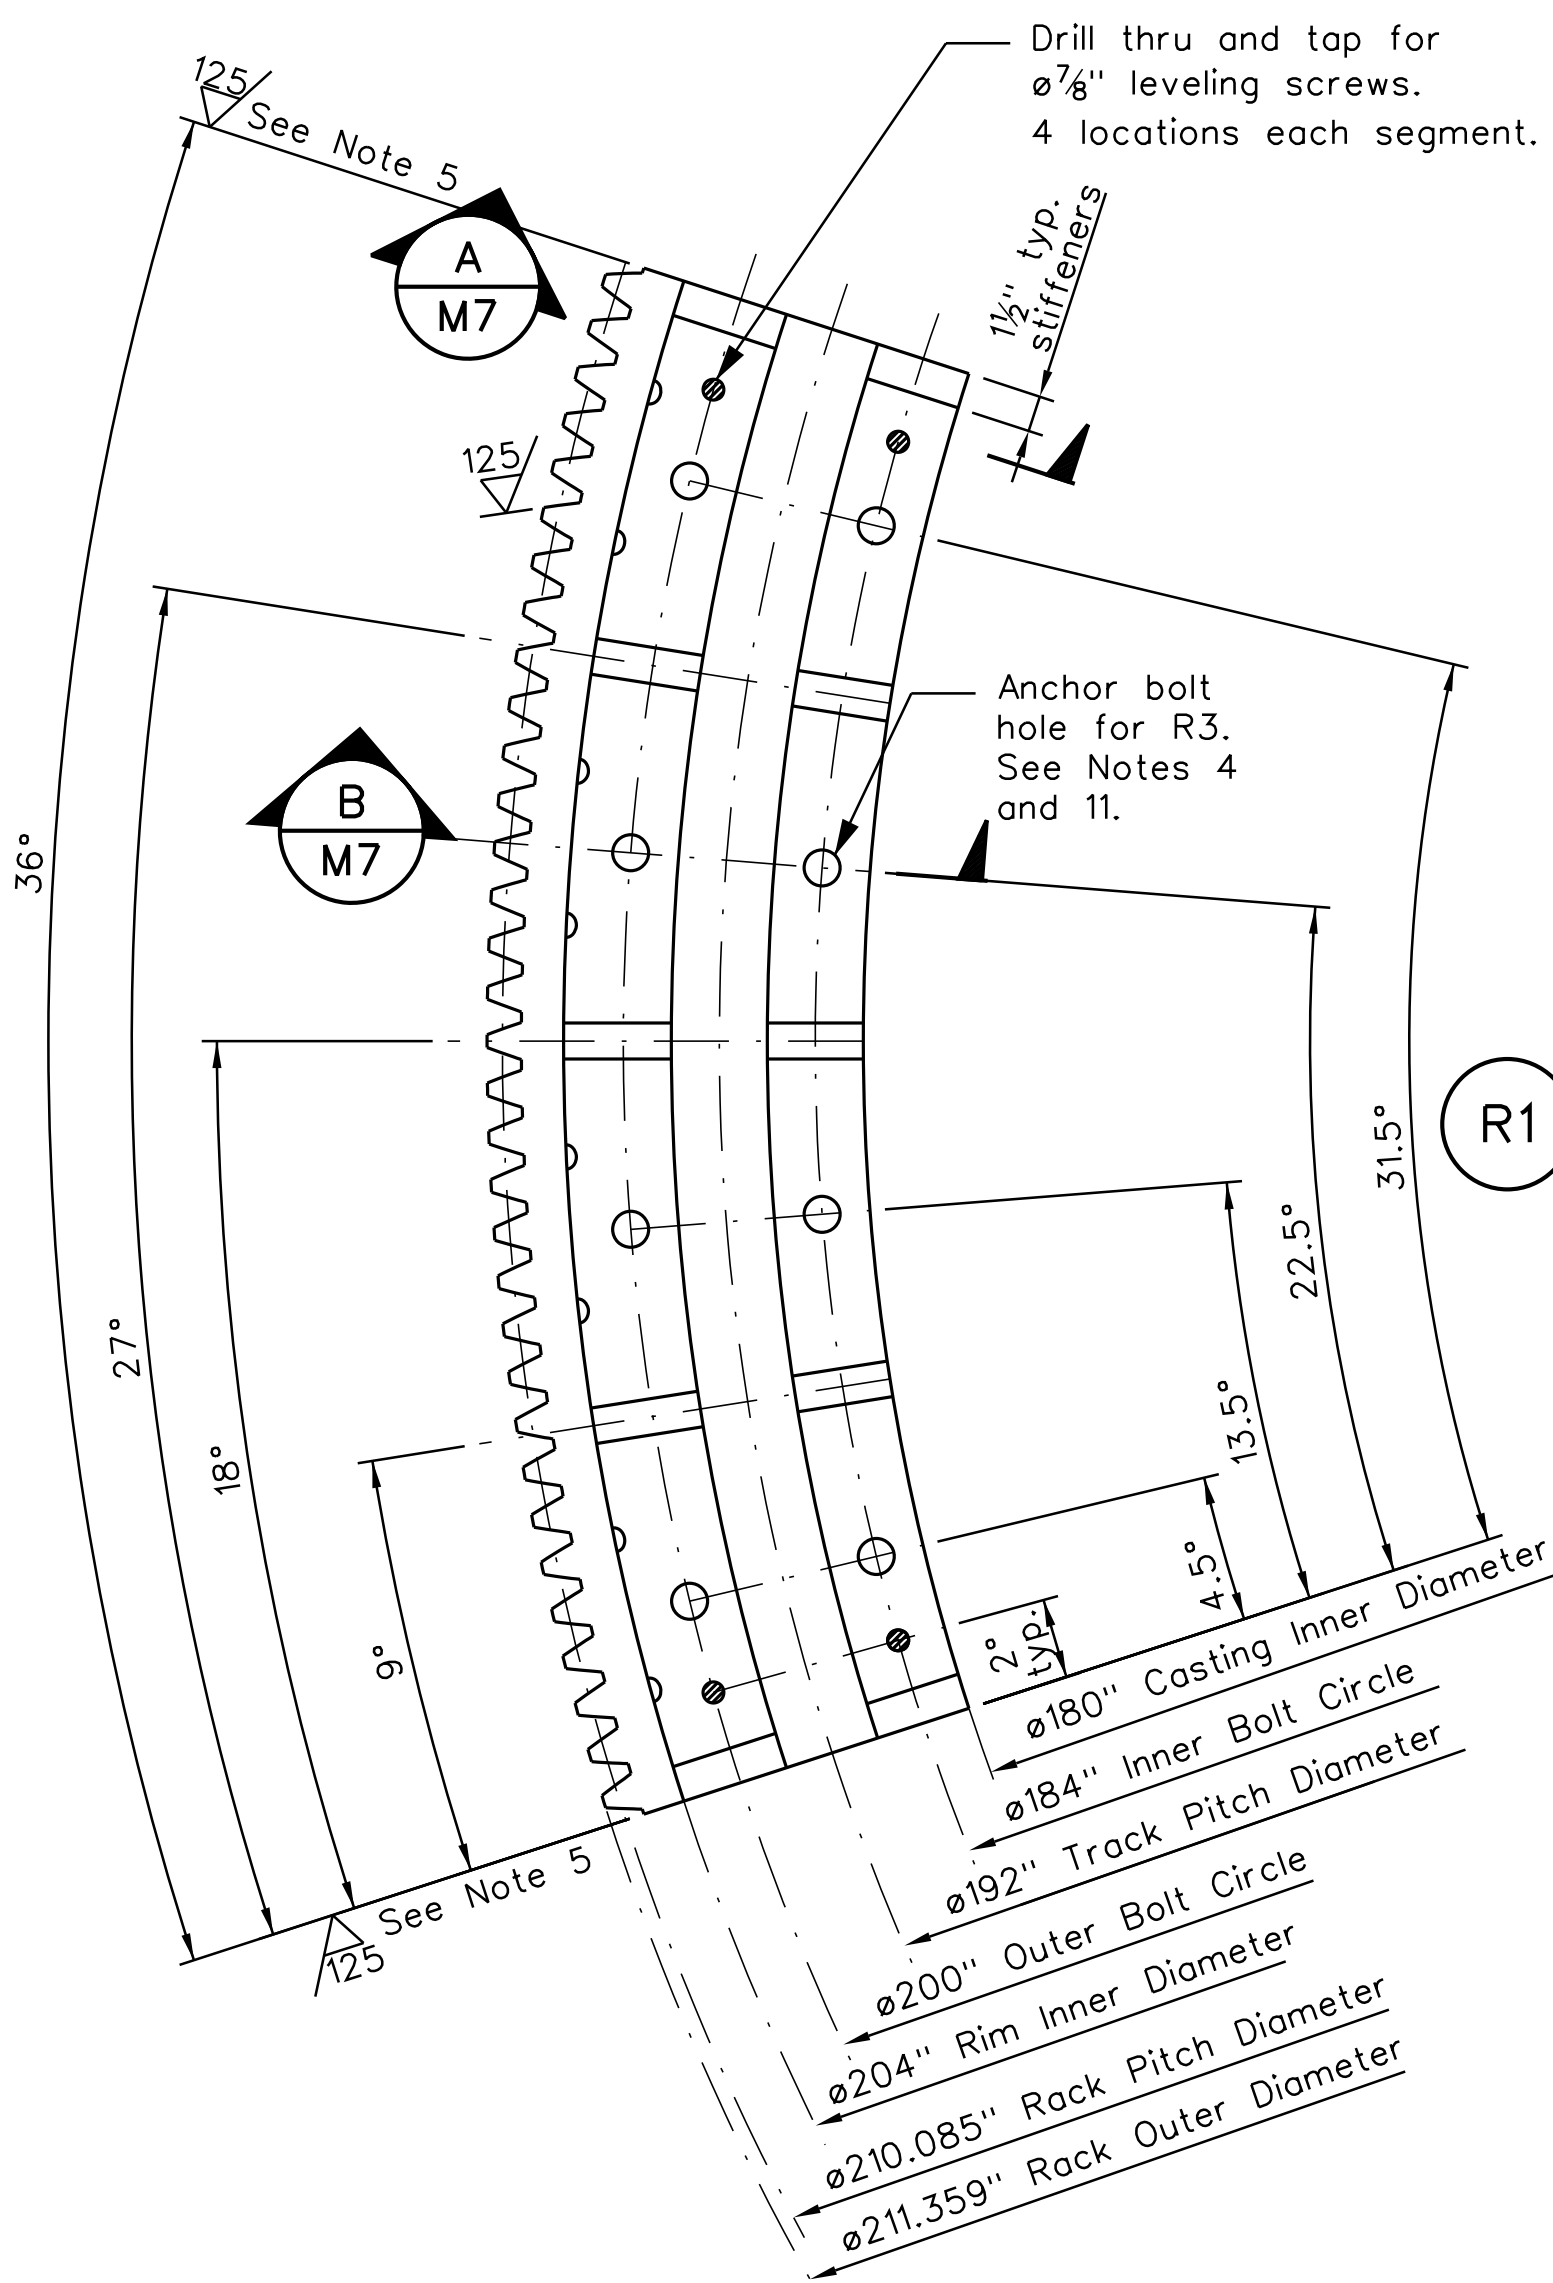 Drill thru and tap for
ø⅞" leveling screws.
4 locations each segment.
125
See Note 5
A
M7
1½" typ.
stiffeners
125
Anchor bolt
hole for R3.
See Notes 4
and 11.
B
M7
36°
27°
18°
9°
R1
31.5°
22.5°
13.5°
4.5°
2°
typ.
See Note 5
125
ø180" Casting Inner Diameter
ø184" Inner Bolt Circle
ø192" Track Pitch Diameter
ø200" Outer Bolt Circle
ø204" Rim Inner Diameter
ø210.085" Rack Pitch Diameter
ø211.359" Rack Outer Diameter